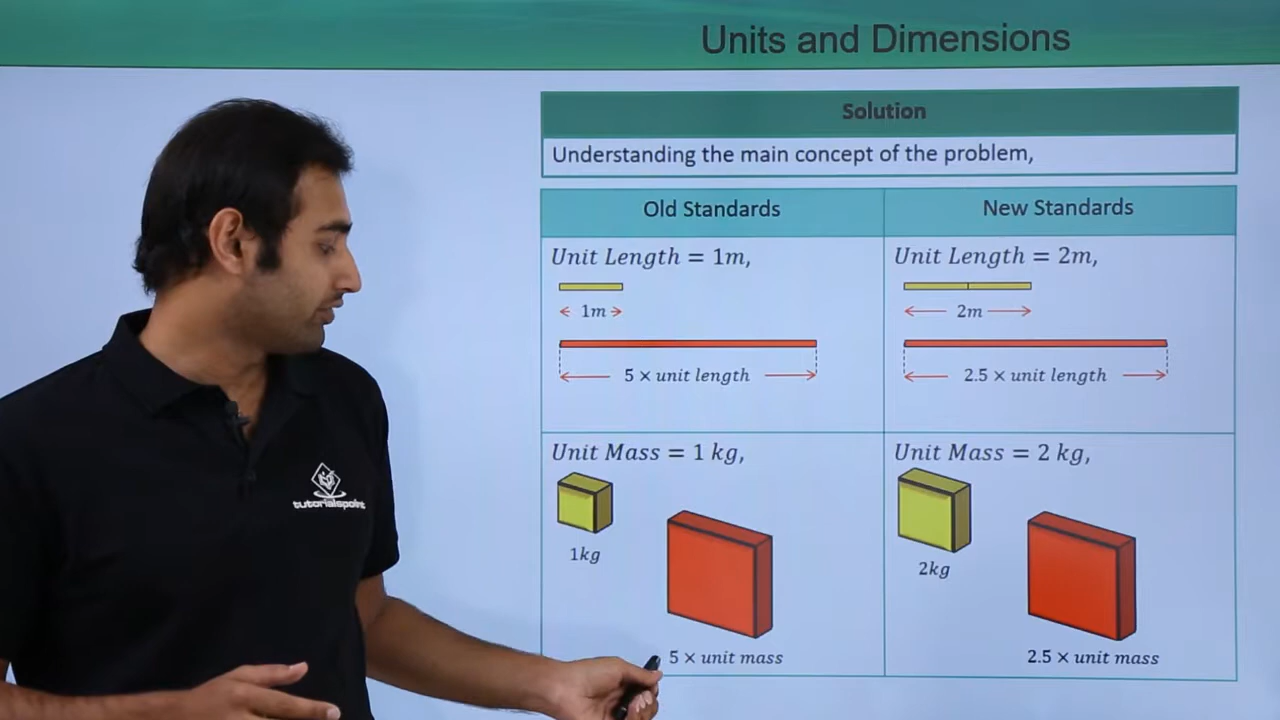 Units and Dimensions
Solution
Understanding the main concept of the problem,
Old Standards
New Standards
Unit Length = 1m,
1m
5 × unit length
Unit Length = 2m,
2m
2.5 × unit length
Unit Mass = 1 kg,
1kg
5 × unit mass
Unit Mass = 2 kg,
2kg
2.5 × unit mass
tutorialspoint